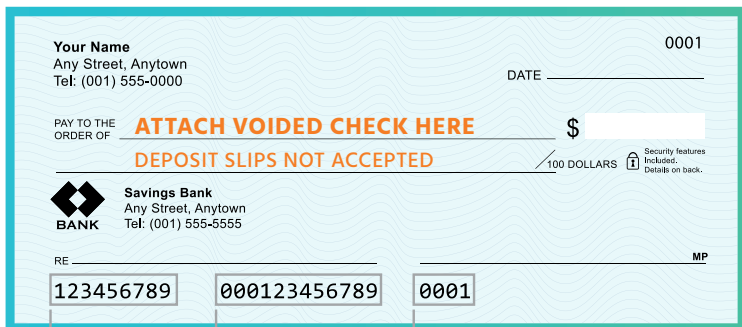 Your Name
0001
Any Street, Anytown
Tel: (001) 555-0000
DATE
PAY TO THE
ORDER OF
ATTACH VOIDED CHECK HERE
$
DEPOSIT SLIPS NOT ACCEPTED
/100 DOLLARS
Security features
Included.
Details on back.
BANK
Savings Bank
Any Street, Anytown
Tel: (001) 555-5555
RE
MP
123456789 000123456789 0001